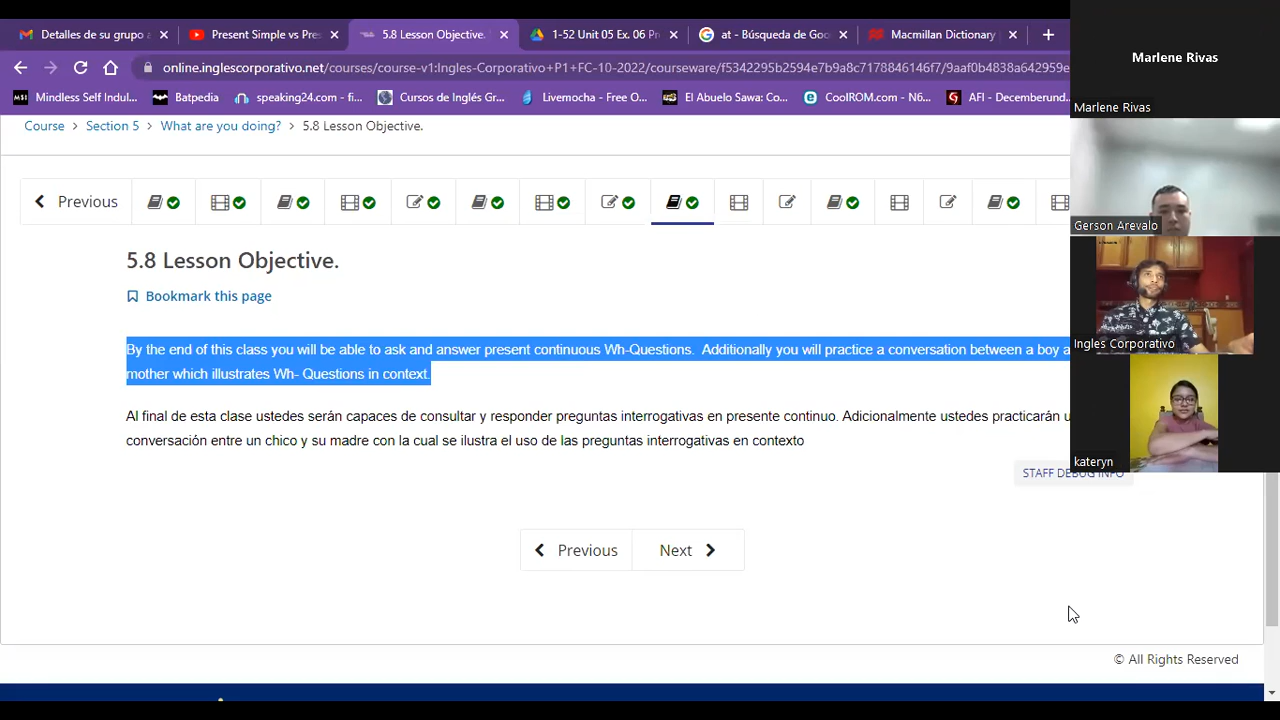 Detalles de su grupo a
Present Simple vs Pres
5.8 Lesson Objective.
1-52 Unit 05 Ex. 06 Pr
at - Búsqueda de Goo
Macmillan Dictionary
online.inglescorporativo.net/courses/course-v1:Ingles-Corporativo+P1+FC-10-2022/courseware/f5342295b2594e7b9a8c7178846146f7/9aaf0b4838a642959e
Mindless Self Indul...
Batpedia
speaking24.com - fi...
Cursos de Inglés Gr...
Livemocha - Free O...
El Abuelo Sawa: Co...
CoolROM.com - N6...
AFI - Decemberund...
Course > Section 5 > What are you doing? > 5.8 Lesson Objective.
Previous
5.8 Lesson Objective.
Bookmark this page
By the end of this class you will be able to ask and answer present continuous Wh-Questions. Additionally you will practice a conversation between a boy a
mother which illustrates Wh- Questions in context.
Al final de esta clase ustedes serán capaces de consultar y responder preguntas interrogativas en presente continuo. Adicionalmente ustedes practicarán u
conversación entre un chico y su madre con la cual se ilustra el uso de las preguntas interrogativas en contexto
STAFF DEBUG INFO
Previous
Next
© All Rights Reserved
Marlene Rivas
Marlene Rivas
Gerson Arevalo
Ingles Corporativo
kateryn